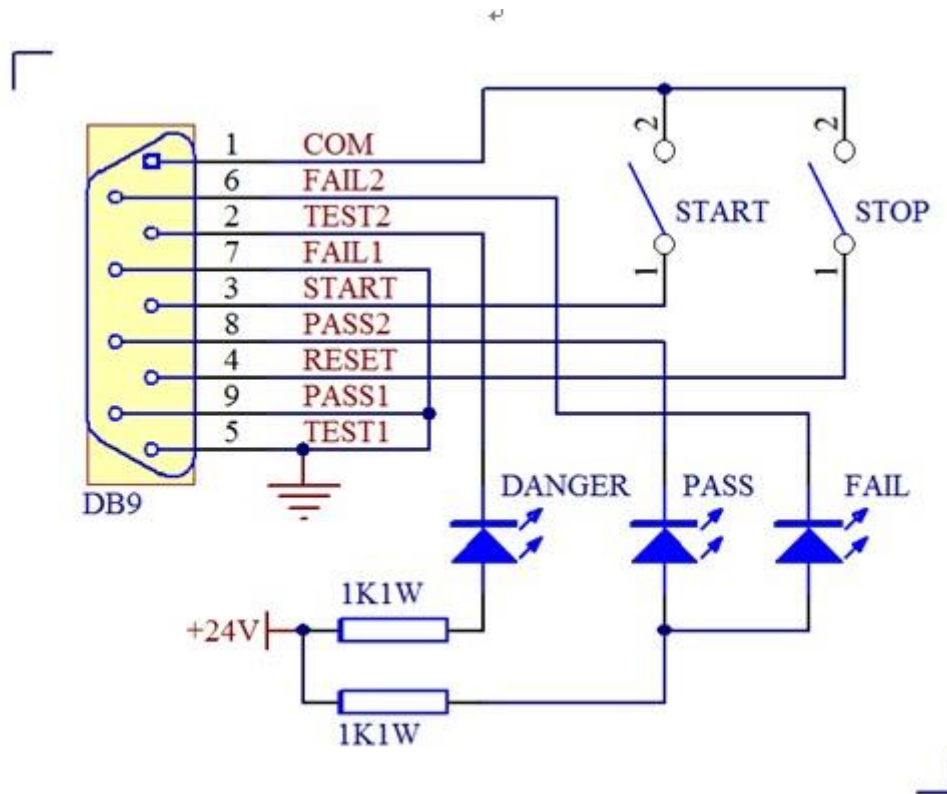 ↵
1 COM
6 FAIL2
2 TEST2
7 FAIL1
3 START
8 PASS2
4 RESET
9 PASS1
5 TEST1
DB9
2
START
1
2
STOP
1
DANGER
PASS
FAIL
1K1W
+24V
1K1W